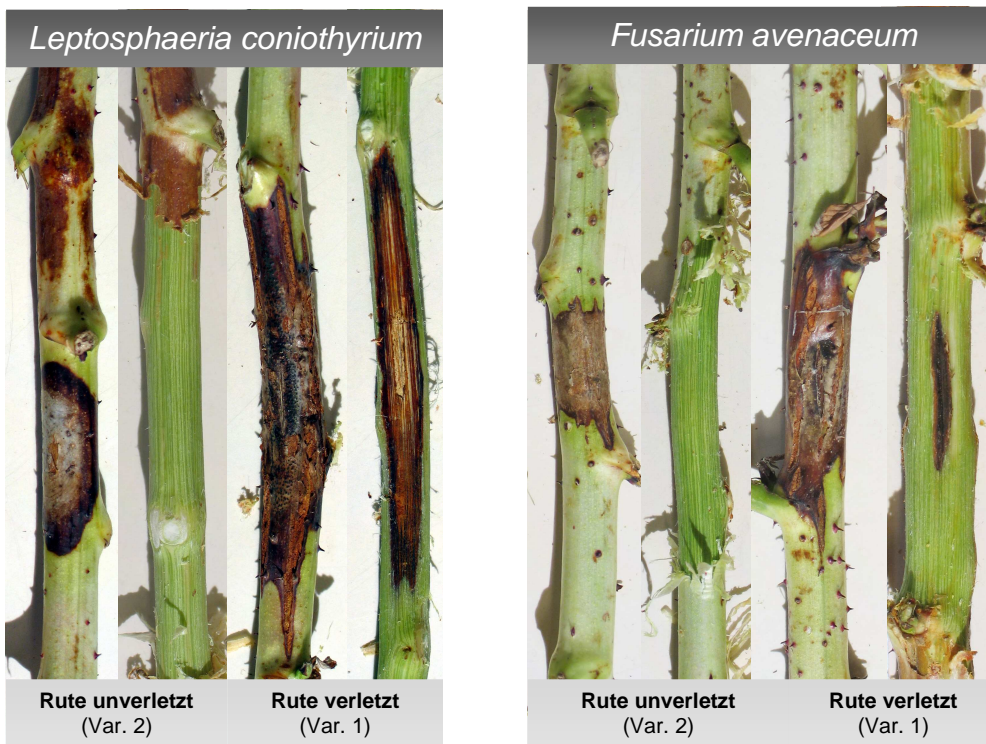 Leptosphaeria coniothyrium
Rute unverletzt
(Var. 2)
Rute verletzt
(Var. 1)
Fusarium avenaceum
Rute unverletzt
(Var. 2)
Rute verletzt
(Var. 1)